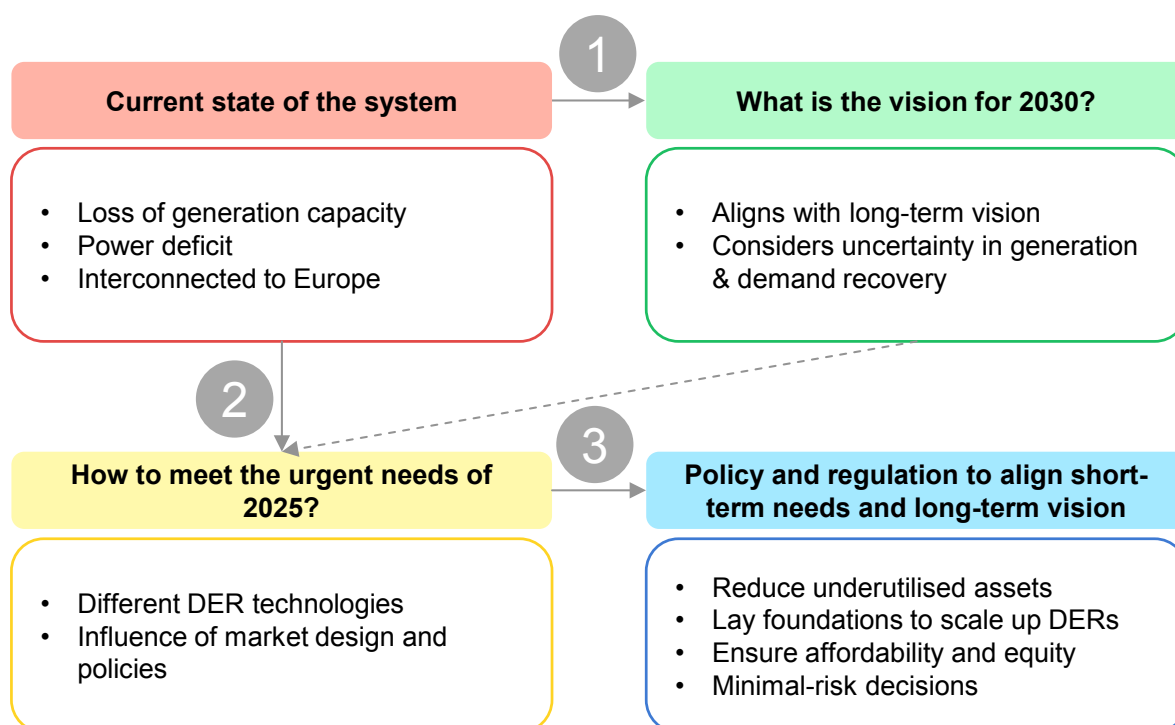 1
Current state of the system
What is the vision for 2030?
• Loss of generation capacity
• Power deficit
• Interconnected to Europe
• Aligns with long-term vision
• Considers uncertainty in generation
& demand recovery
2
3
How to meet the urgent needs of
2025?
Policy and regulation to align short-
term needs and long-term vision
• Different DER technologies
• Influence of market design and
policies
• Reduce underutilised assets
• Lay foundations to scale up DERs
• Ensure affordability and equity
• Minimal-risk decisions